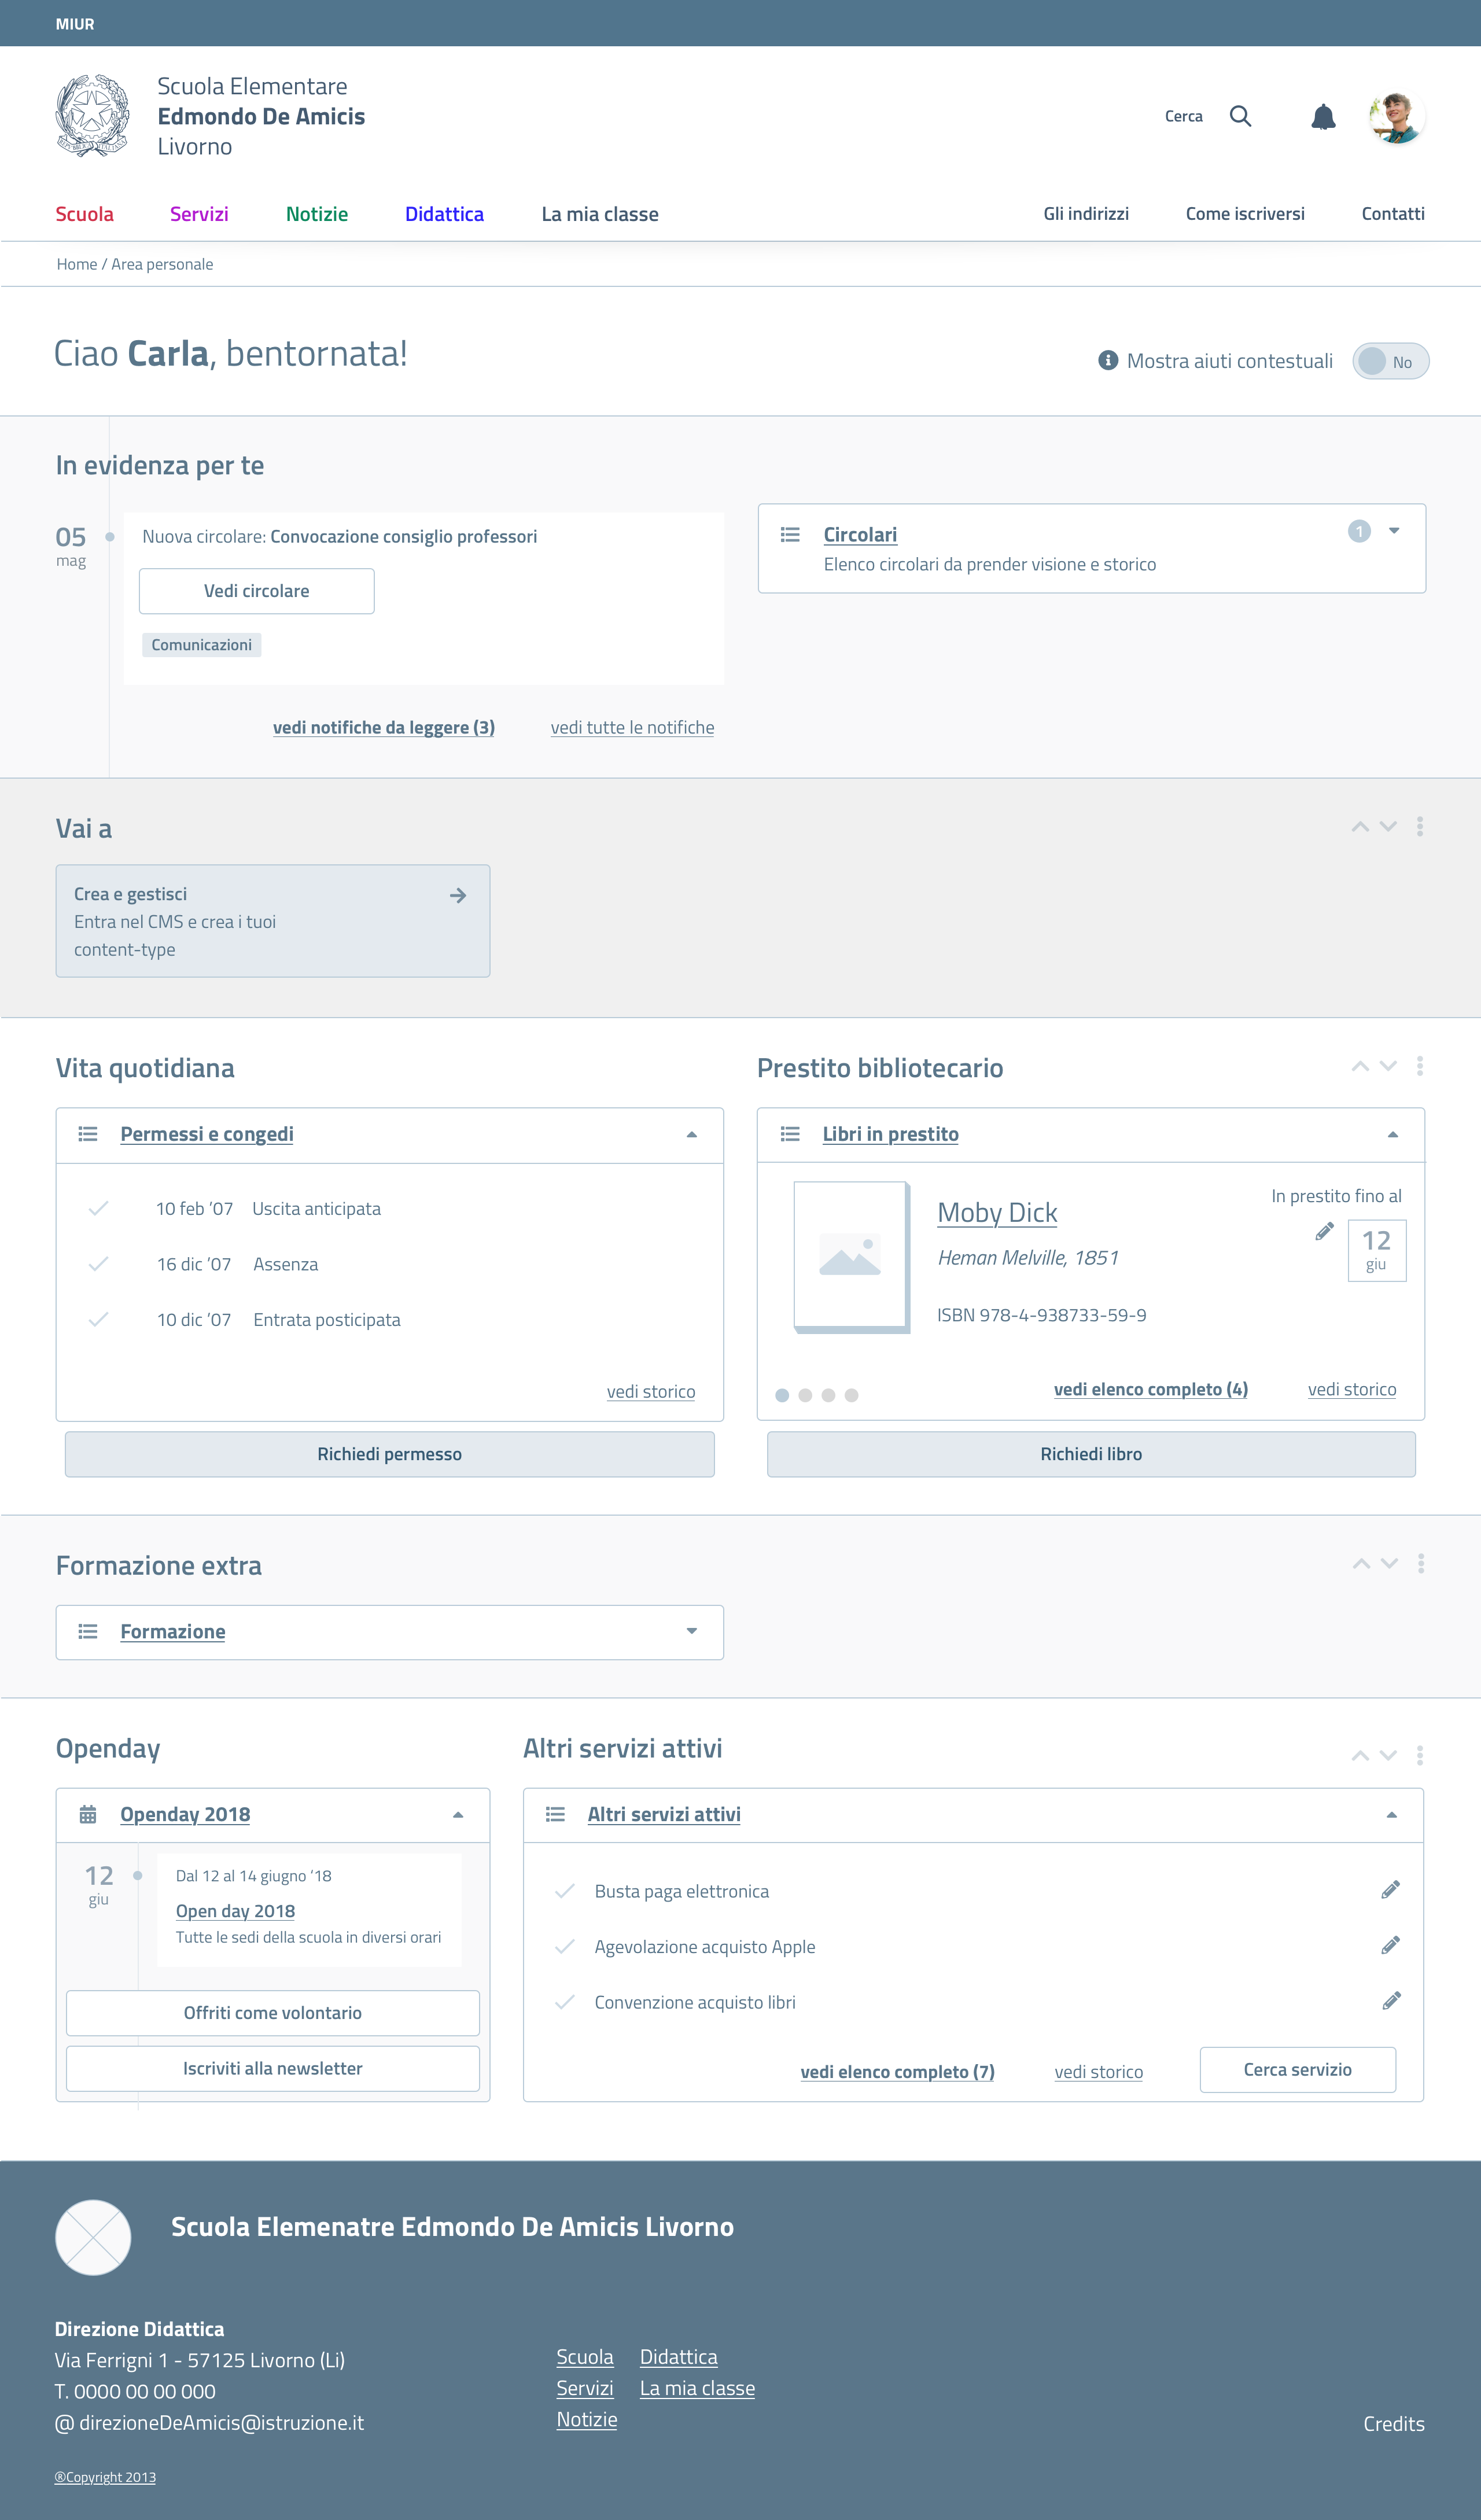 MIUR
Scuola Elementare
Edmondo De Amicis
Livorno
Cerca
Scuola Servizi Notizie Didattica La mia classe Gli indirizzi Come iscriversi Contatti
Home / Area personale
Ciao Carla, bentornata!
Mostra aiuti contestuali No
In evidenza per te
05
mag
Nuova circolare: Convocazione consiglio professori
Vedi circolare
Comunicazioni
vedi notifiche da leggere (3) vedi tutte le notifiche
Circolari 1
Elenco circolari da prender visione e storico
Vai a
Crea e gestisci
Entra nel CMS e crea i tuoi
content-type
Vita quotidiana
Permessi e congedi
10 feb ’07 Uscita anticipata
16 dic ’07 Assenza
10 dic ’07 Entrata posticipata
vedi storico
Richiedi permesso
Prestito bibliotecario
Libri in prestito
In prestito fino al
Moby Dick
12
giu
Heman Melville, 1851
ISBN 978-4-938733-59-9
vedi elenco completo (4) vedi storico
Richiedi libro
Formazione extra
Formazione
Openday
Openday 2018
12
giu
Dal 12 al 14 giugno ’18
Open day 2018
Tutte le sedi della scuola in diversi orari
Offriti come volontario
Iscriviti alla newsletter
Altri servizi attivi
Altri servizi attivi
Busta paga elettronica
Agevolazione acquisto Apple
Convenzione acquisto libri
vedi elenco completo (7) vedi storico Cerca servizio
Scuola Elemenatre Edmondo De Amicis Livorno
Direzione Didattica
Via Ferrigni 1 - 57125 Livorno (Li)
T. 0000 00 00 000
@ direzioneDeAmicis@istruzione.it
Scuola Didattica
Servizi La mia classe
Notizie
Credits
®Copyright 2013